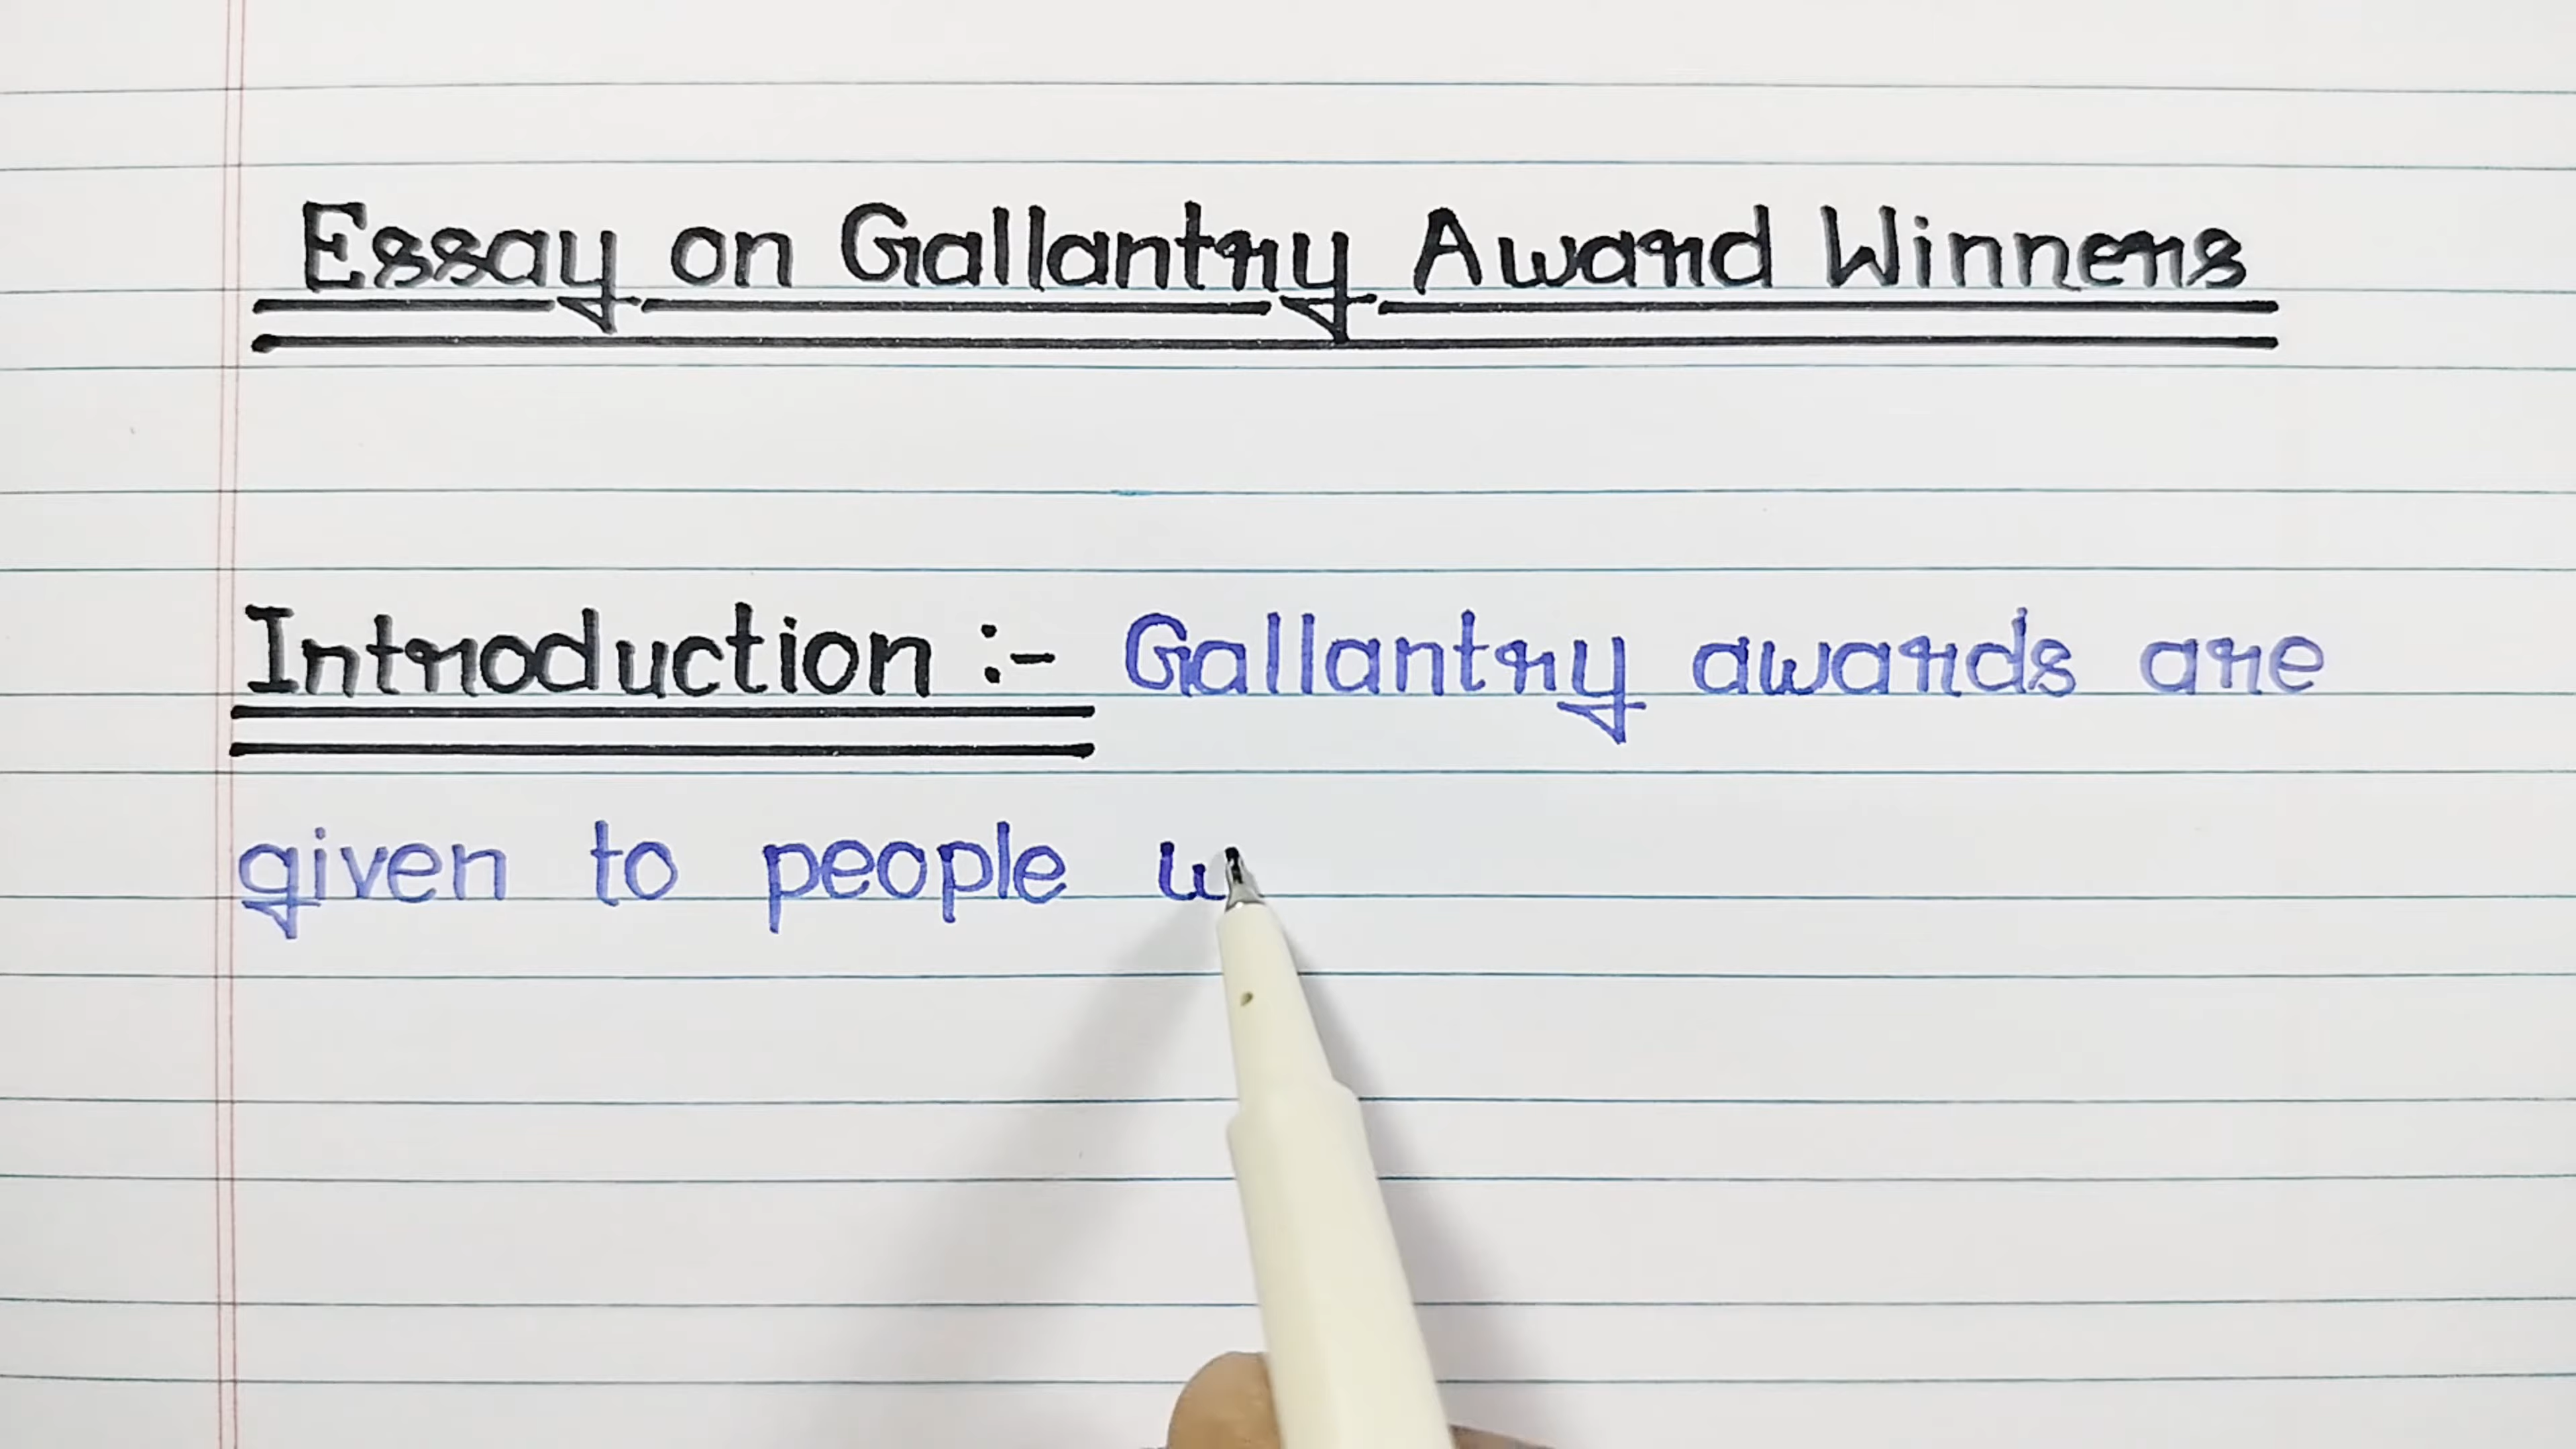 Essay on Gallantry Award Winners
Introduction :- Gallantry awards are
given to people w